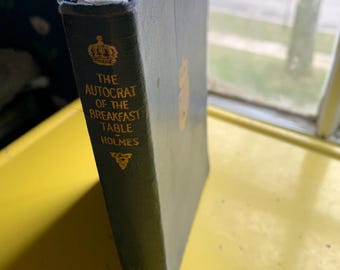 THE
AUTOCRAT
OF THE
BREAKFAST
TABLE
HOLMES